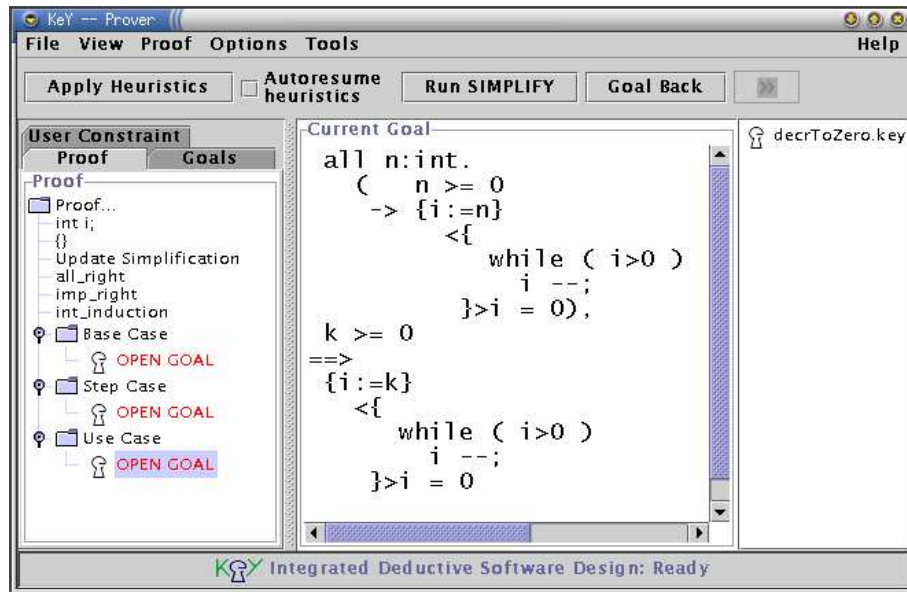 KeY -- Prover
File View Proof Options Tools Help
Apply Heuristics
Autoresume
heuristics
Run SIMPLIFY
Goal Back
User Constraint
Proof Goals
Proof
Proof...
int i;
{}
Update Simplification
all_right
imp_right
int_induction
Base Case
OPEN GOAL
Step Case
OPEN GOAL
Use Case
OPEN GOAL
Current Goal
all n:int.
( n >= 0
-> {i:=n}
<{
while ( i>0 )
i --;
}>i = 0),
k >= 0
==>
{i:=k}
<{
while ( i>0 )
i --;
}>i = 0
decrToZero.key
KeY Integrated Deductive Software Design: Ready